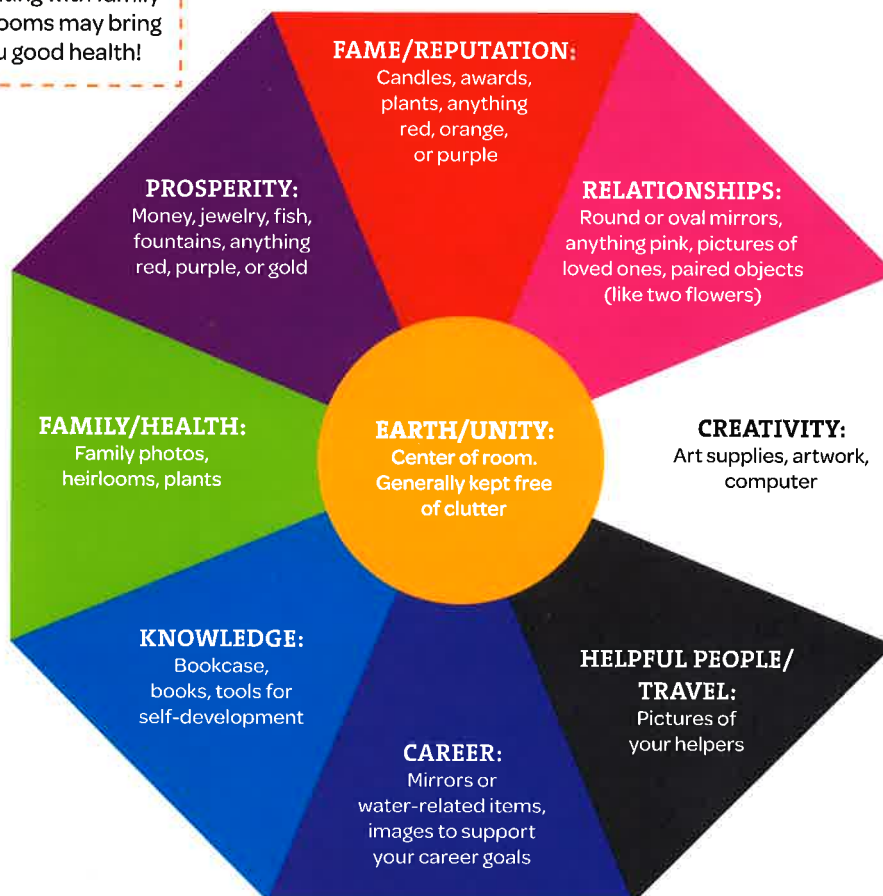 with family
ooms may bring
good health!
FAME/REPUTATION:
Candles, awards,
plants, anything
red, orange,
or purple
PROSPERITY:
Money, jewelry, fish,
fountains, anything
red, purple, or gold
RELATIONSHIPS:
Round or oval mirrors,
anything pink, pictures of
loved ones, paired objects
(like two flowers)
FAMILY/HEALTH:
Family photos,
heirlooms, plants
EARTH/UNITY:
Center of room.
Generally kept free
of clutter
CREATIVITY:
Art supplies, artwork,
computer
KNOWLEDGE:
Bookcase,
books, tools for
self-development
HELPFUL PEOPLE/
TRAVEL:
Pictures of
your helpers
CAREER:
Mirrors or
water-related items,
images to support
your career goals